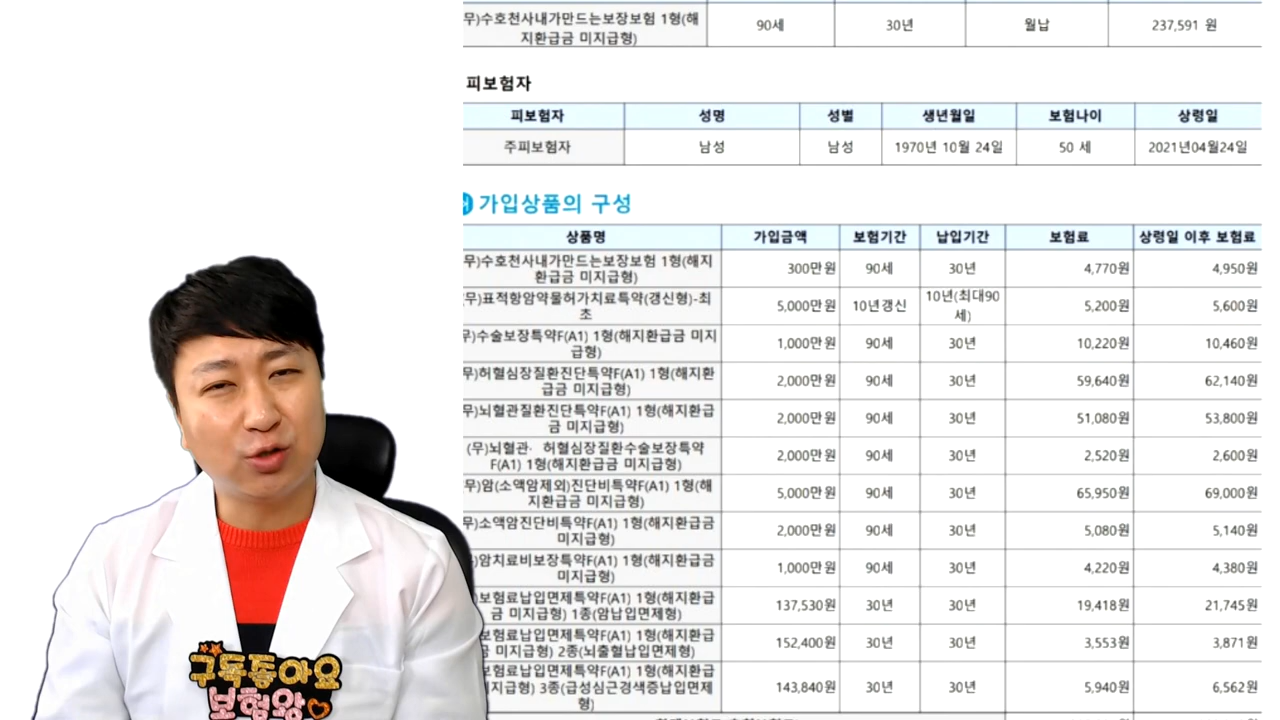 무)수호천사내가만드는보장보험 1형(해
지환급금 미지급형)
90세 30년 월납 237,591 원
피보험자
피보험자 성명 성별 생년월일 보험나이 상령일
주피보험자 남성 남성 1970년 10월 24일 50 세 2021년04월24일
가입상품의 구성
상품명 가입금액 보험기간 납입기간 보험료 상령일 이후 보험료
무)수호천사내가만드는보장보험 1형(해지
환급금 미지급형)
300만원 90세 30년 4,770원 4,950원
무)표적항암약물허가치료특약(갱신형)-최
초
5,000만원 10년갱신 10년(최대90
세)
5,200원 5,600원
무)수술보장특약F(A1) 1형(해지환급금 미지
급형)
1,000만원 90세 30년 10,220원 10,460원
무)허혈심장질환진단특약F(A1) 1형(해지환
급금 미지급형)
2,000만원 90세 30년 59,640원 62,140원
무)뇌혈관질환진단특약F(A1) 1형(해지환급
금 미지급형)
2,000만원 90세 30년 51,080원 53,800원
(무)뇌혈관· 허혈심장질환수술보장특약
F(A1) 1형(해지환급금 미지급형)
2,000만원 90세 30년 2,520원 2,600원
무)암(소액암제외)진단비특약F(A1) 1형(해
지환급금 미지급형)
5,000만원 90세 30년 65,950원 69,000원
무)소액암진단비특약F(A1) 1형(해지환급금
미지급형)
2,000만원 90세 30년 5,080원 5,140원
)암치료비보장특약F(A1) 1형(해지환급금
미지급형)
1,000만원 90세 30년 4,220원 4,380원
보험료납입면제특약F(A1) 1형(해지환급
금 미지급형) 1종(암납입면제형)
137,530원 30년 30년 19,418원 21,745원
보험료납입면제특약F(A1) 1형(해지환급
금 미지급형) 2종(뇌출혈납입면제형)
152,400원 30년 30년 3,553원 3,871원
보험료납입면제특약F(A1) 1형(해지환급
지급형) 3종(급성심근경색증납입면제
형)
143,840원 30년 30년 5,940원 6,562원
구독좋아요
보험왕